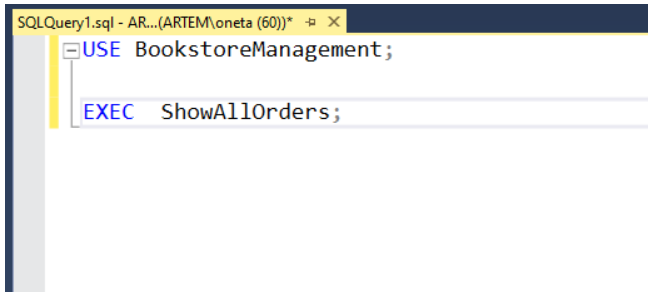 SQLQuery1.sql - AR...(ARTEM\oneta (60))*
USE BookstoreManagement;
EXEC  ShowAllOrders;